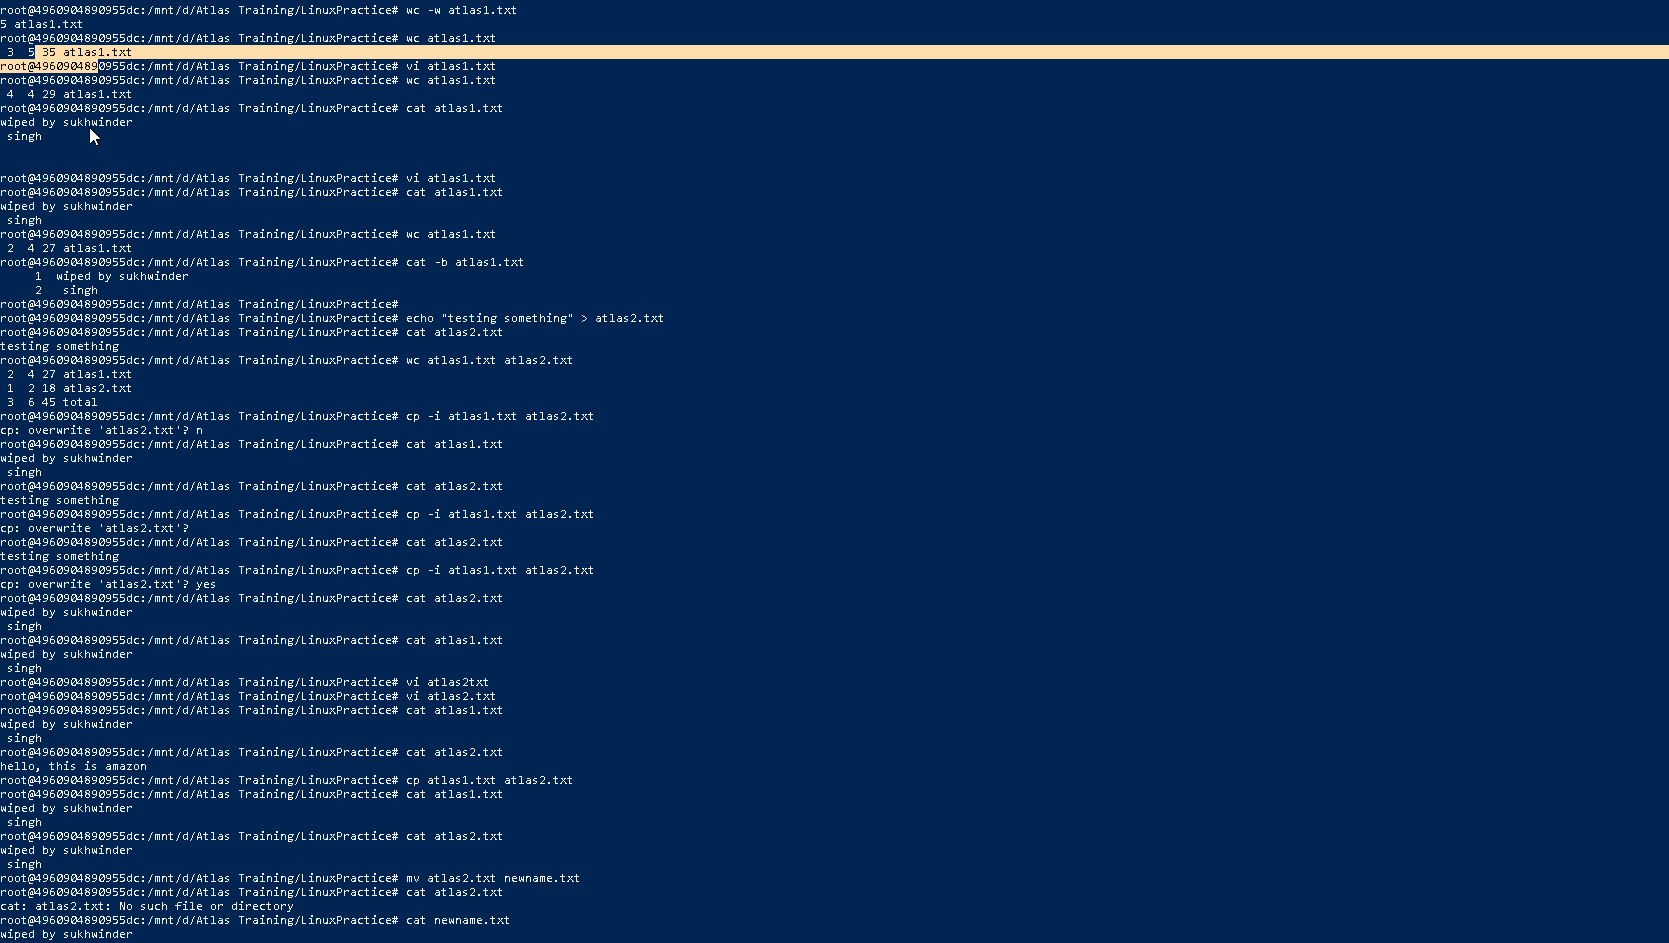 root@4960904890955dc:/mnt/d/Atlas Training/LinuxPractice# wc -w atlas1.txt
5 atlas1.txt
root@4960904890955dc:/mnt/d/Atlas Training/LinuxPractice# wc atlas1.txt
 3  5 35 atlas1.txt
root@4960904890955dc:/mnt/d/Atlas Training/LinuxPractice# vi atlas1.txt
root@4960904890955dc:/mnt/d/Atlas Training/LinuxPractice# wc atlas1.txt
 4  4 29 atlas1.txt
root@4960904890955dc:/mnt/d/Atlas Training/LinuxPractice# cat atlas1.txt
wiped by sukhwinder
 singh
root@4960904890955dc:/mnt/d/Atlas Training/LinuxPractice# vi atlas1.txt
root@4960904890955dc:/mnt/d/Atlas Training/LinuxPractice# cat atlas1.txt
wiped by sukhwinder
 singh
root@4960904890955dc:/mnt/d/Atlas Training/LinuxPractice# wc atlas1.txt
 2  4 27 atlas1.txt
root@4960904890955dc:/mnt/d/Atlas Training/LinuxPractice# cat -b atlas1.txt
     1  wiped by sukhwinder
     2   singh
root@4960904890955dc:/mnt/d/Atlas Training/LinuxPractice#
root@4960904890955dc:/mnt/d/Atlas Training/LinuxPractice# echo "testing something" > atlas2.txt
root@4960904890955dc:/mnt/d/Atlas Training/LinuxPractice# cat atlas2.txt
testing something
root@4960904890955dc:/mnt/d/Atlas Training/LinuxPractice# wc atlas1.txt atlas2.txt
 2  4 27 atlas1.txt
 1  2 18 atlas2.txt
 3  6 45 total
root@4960904890955dc:/mnt/d/Atlas Training/LinuxPractice# cp -i atlas1.txt atlas2.txt
cp: overwrite 'atlas2.txt'? n
root@4960904890955dc:/mnt/d/Atlas Training/LinuxPractice# cat atlas1.txt
wiped by sukhwinder
 singh
root@4960904890955dc:/mnt/d/Atlas Training/LinuxPractice# cat atlas2.txt
testing something
root@4960904890955dc:/mnt/d/Atlas Training/LinuxPractice# cp -i atlas1.txt atlas2.txt
cp: overwrite 'atlas2.txt'?
root@4960904890955dc:/mnt/d/Atlas Training/LinuxPractice# cat atlas2.txt
testing something
root@4960904890955dc:/mnt/d/Atlas Training/LinuxPractice# cp -i atlas1.txt atlas2.txt
cp: overwrite 'atlas2.txt'? yes
root@4960904890955dc:/mnt/d/Atlas Training/LinuxPractice# cat atlas2.txt
wiped by sukhwinder
 singh
root@4960904890955dc:/mnt/d/Atlas Training/LinuxPractice# cat atlas1.txt
wiped by sukhwinder
 singh
root@4960904890955dc:/mnt/d/Atlas Training/LinuxPractice# vi atlas2txt
root@4960904890955dc:/mnt/d/Atlas Training/LinuxPractice# vi atlas2.txt
root@4960904890955dc:/mnt/d/Atlas Training/LinuxPractice# cat atlas1.txt
wiped by sukhwinder
 singh
root@4960904890955dc:/mnt/d/Atlas Training/LinuxPractice# cat atlas2.txt
hello, this is amazon
root@4960904890955dc:/mnt/d/Atlas Training/LinuxPractice# cp atlas1.txt atlas2.txt
root@4960904890955dc:/mnt/d/Atlas Training/LinuxPractice# cat atlas1.txt
wiped by sukhwinder
 singh
root@4960904890955dc:/mnt/d/Atlas Training/LinuxPractice# cat atlas2.txt
wiped by sukhwinder
 singh
root@4960904890955dc:/mnt/d/Atlas Training/LinuxPractice# mv atlas2.txt newname.txt
root@4960904890955dc:/mnt/d/Atlas Training/LinuxPractice# cat atlas2.txt
cat: atlas2.txt: No such file or directory
root@4960904890955dc:/mnt/d/Atlas Training/LinuxPractice# cat newname.txt
wiped by sukhwinder